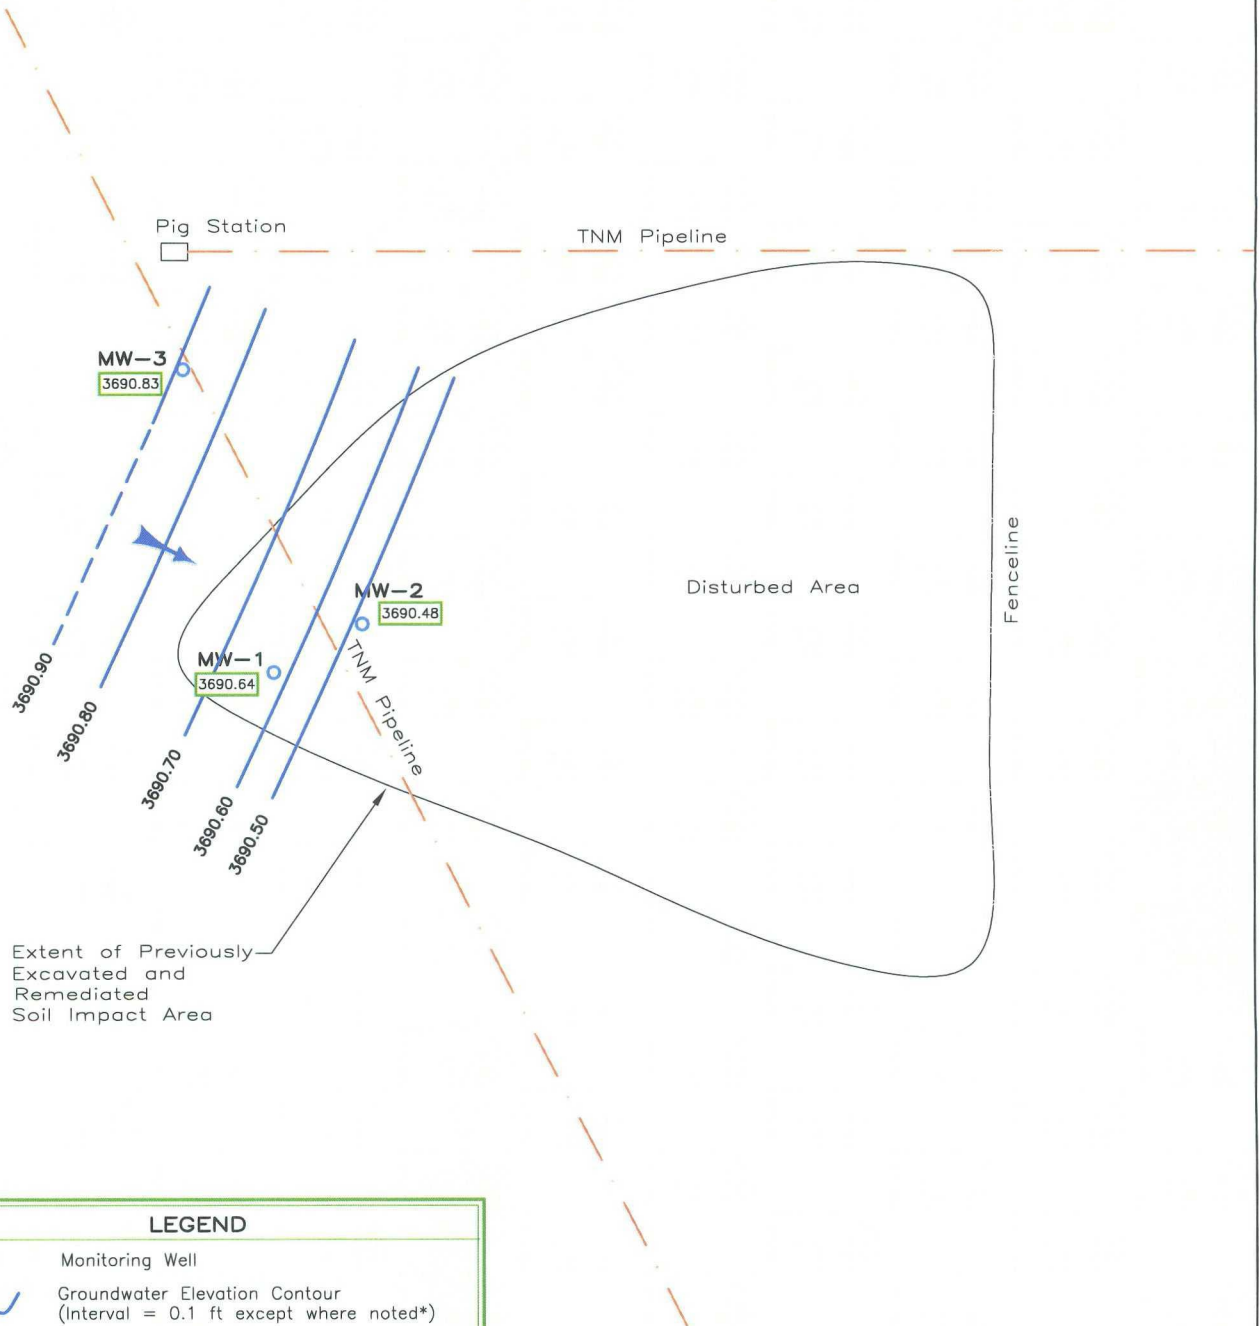 Pig Station
TNM Pipeline
MW-3
3690.83
MW-2
3690.48
MW-1
3690.64
TNM Pipeline
Disturbed Area
Fenceline
3690.90
3690.80
3690.70
3690.60
3690.50
Extent of Previously
Excavated and
Remediated
Soil Impact Area
LEGEND
Monitoring Well
Groundwater Elevation Contour
(Interval = 0.1 ft except where noted*)